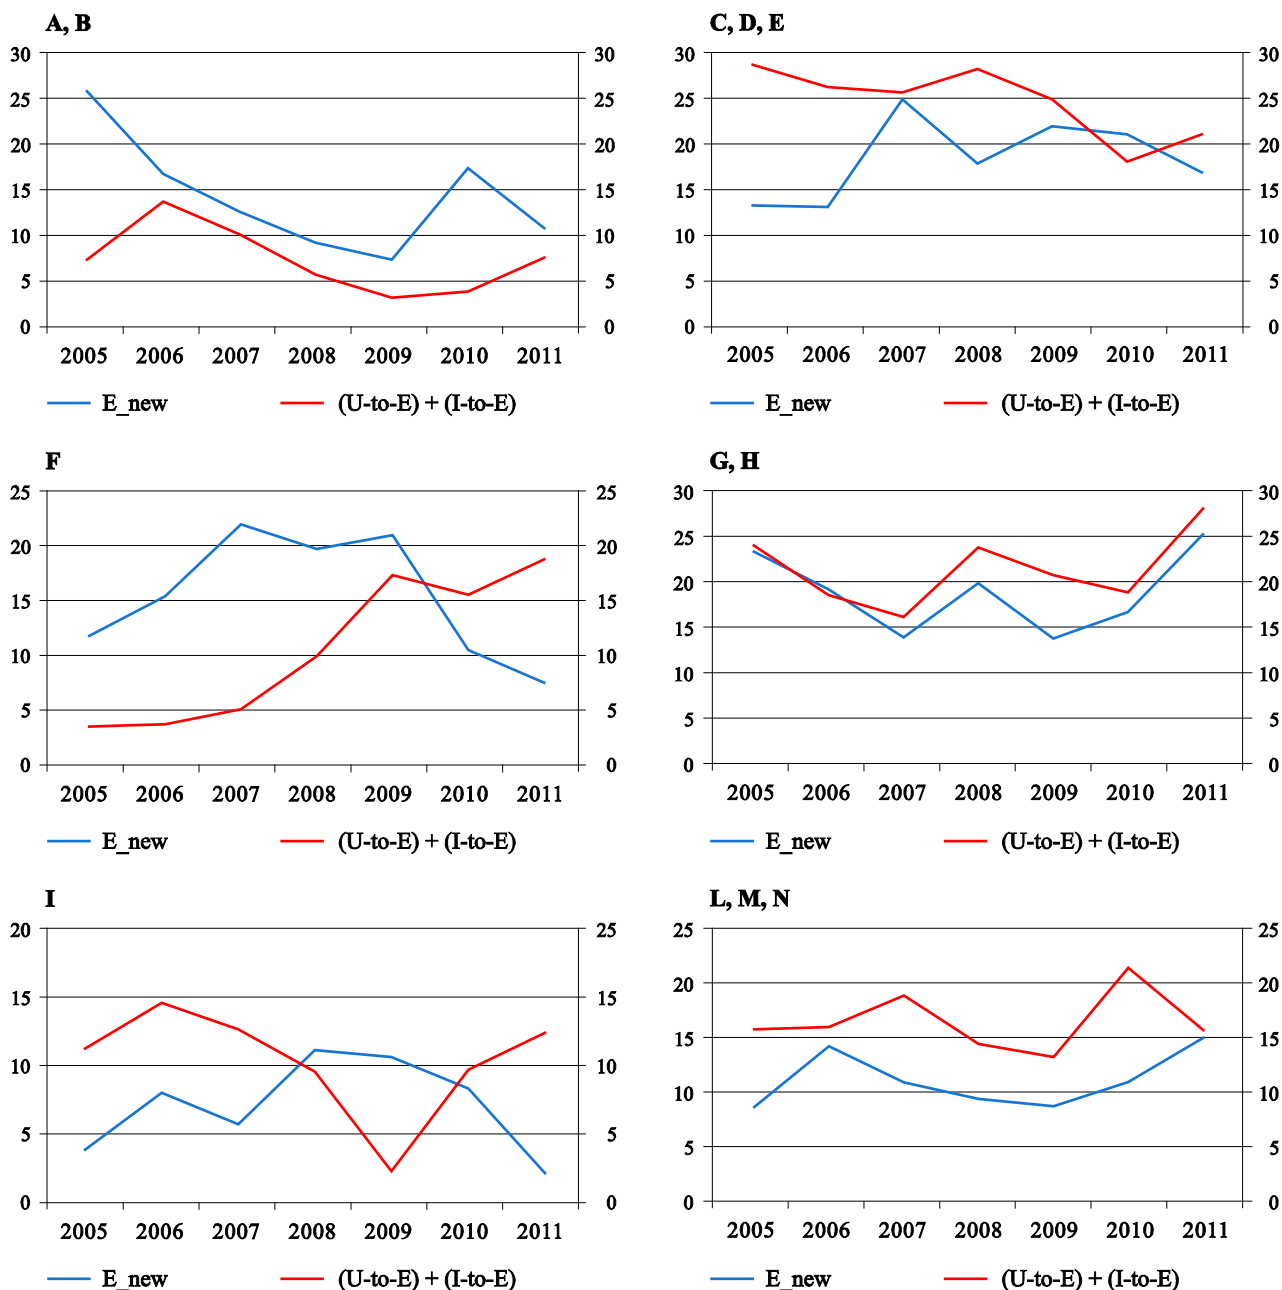 A, B
C, D, E
30 30 30 30
25 25 25 25
20 20 20 20
15 15 15 15
10 10 10 10
5 5 5 5
0 0 0 0
2005 2006 2007 2008 2009 2010 2011
2005 2006 2007 2008 2009 2010 2011
E_new (U-to-E) + (I-to-E)
E_new (U-to-E) + (I-to-E)
F
G, H
25 25 30 30
20 20 25 25
15 15 20 20
10 10 15 15
5 5 10 10
0 0 5 5
0 0
2005 2006 2007 2008 2009 2010 2011
2005 2006 2007 2008 2009 2010 2011
E_new (U-to-E) + (I-to-E)
E_new (U-to-E) + (I-to-E)
I
L, M, N
20 25 25 25
15 15 20 20
10 10 15 15
5 5 10 10
0 0 5 5
0 0
2005 2006 2007 2008 2009 2010 2011
2005 2006 2007 2008 2009 2010 2011
E_new (U-to-E) + (I-to-E)
E_new (U-to-E) + (I-to-E)